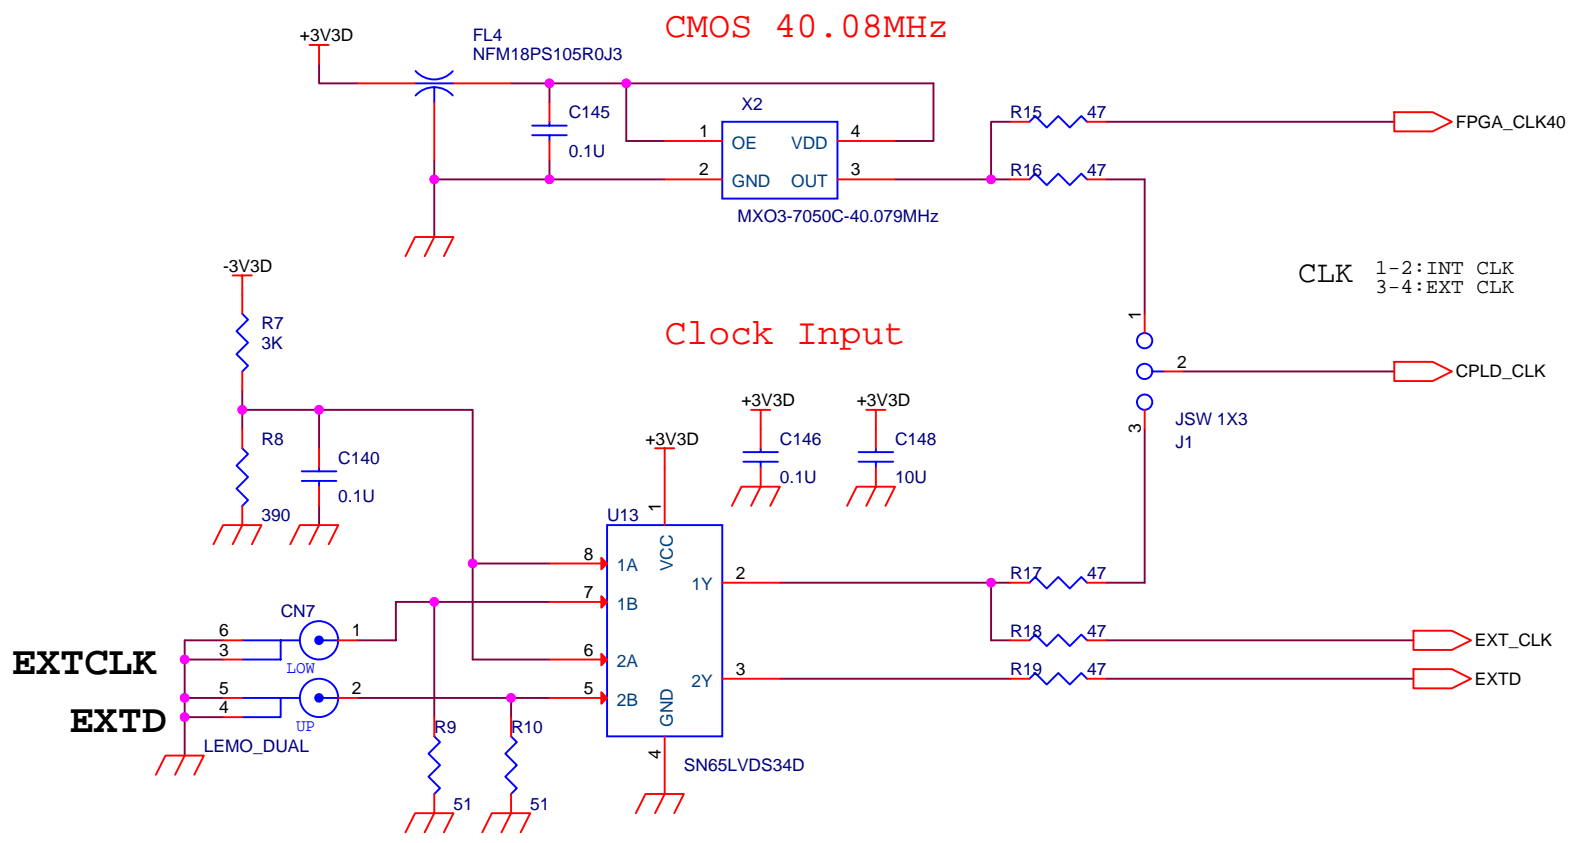 CMOS 40.08MHz
+3V3D
FL4
NFM18PS105R0J3
C145
0.1U
X2
1
OE
VDD
4
2
GND
OUT
3
MXO3-7050C-40.079MHz
R15
47
FPGA_CLK40
R16
47
-3V3D
R7
3K
CLK
1-2:INT CLK
3-4:EXT CLK
Clock Input
1
2
CPLD_CLK
3
JSW 1X3
J1
R8
390
C140
0.1U
+3V3D
+3V3D
C146
0.1U
+3V3D
C148
10U
U13
1
VCC
8
1A
7
1B
6
2A
5
2B
1Y
2
2Y
3
GND
4
SN65LVDS34D
R17
47
R18
47
EXT_CLK
R19
47
EXTD
CN7
EXTCLK
6
3
1
LOW
EXTD
5
4
2
UP
LEMO_DUAL
R9
51
R10
51